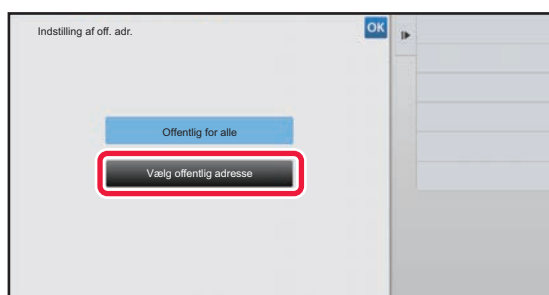 Indstilling af off. adr.
OK
Offentlig for alle
Vælg offentlig adresse